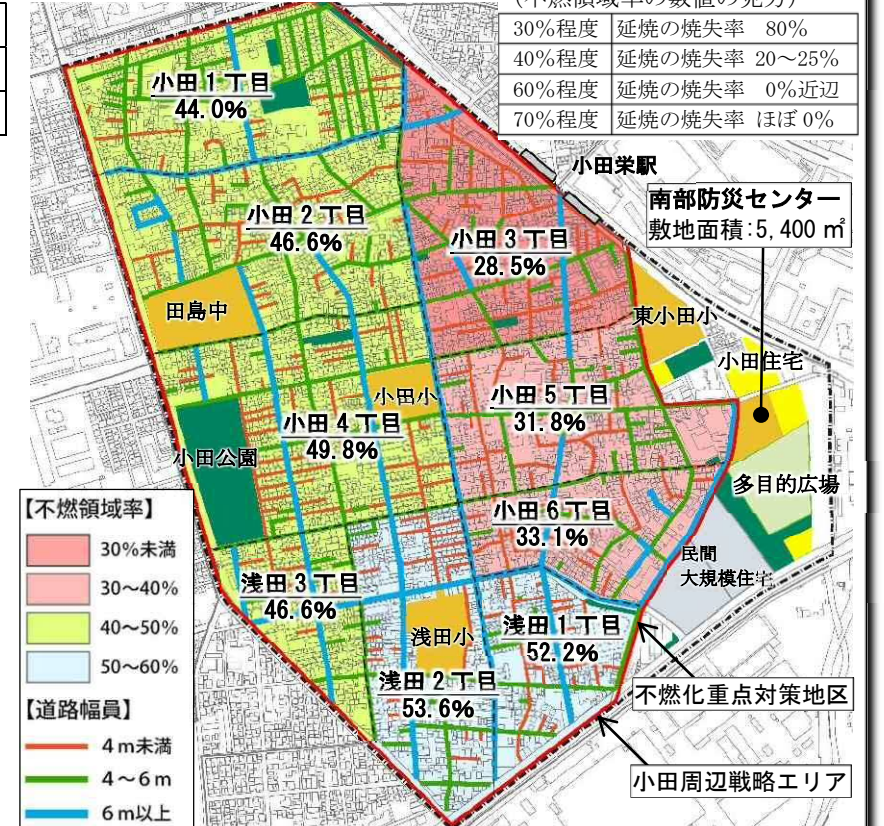 30%程度 延焼の焼失率 80%
40%程度 延焼の焼失率 20～25%
60%程度 延焼の焼失率 0%近辺
70%程度 延焼の焼失率 ほぼ0%
小田1丁目
44.0%
小田栄駅
南部防災センター
敷地面積:5,400 ㎡
小田2丁目
46.6%
小田3丁目
28.5%
田島中
東小田小
小田住宅
小田小
小田5丁目
31.8%
小田4丁目
49.8%
小田公園
多目的広場
小田6丁目
33.1%
民間
大規模住宅
浅田3丁目
46.6%
浅田小
浅田1丁目
52.2%
浅田2丁目
53.6%
不燃化重点対策地区
小田周辺戦略エリア
【不燃領域率】
30%未満
30～40%
40～50%
50～60%
【道路幅員】
4m未満
4～6m
6m以上